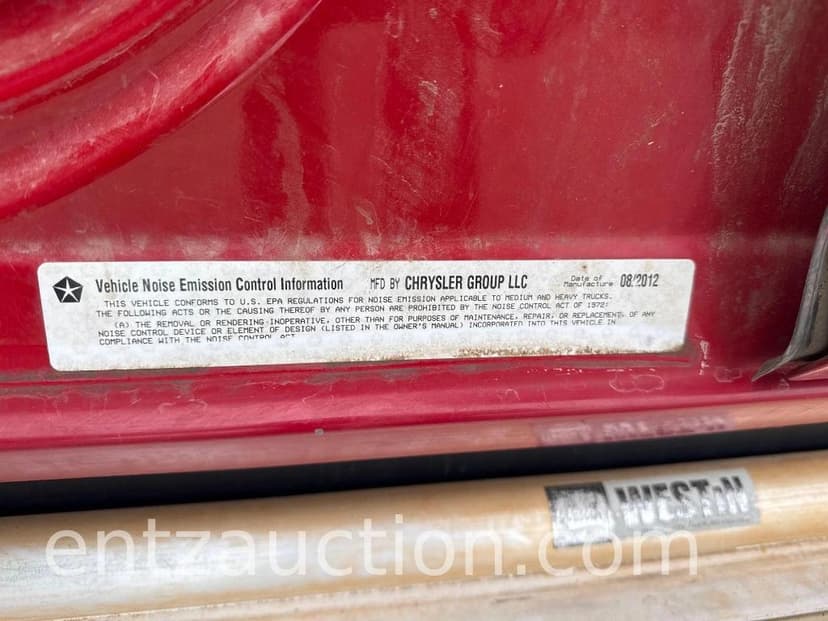 Vehicle Noise Emission Control Information MFD BY CHRYSLER GROUP LLC Date of Manufacture 08/2012
THIS VEHICLE CONFORMS TO U.S. EPA REGULATIONS FOR NOISE EMISSION APPLICABLE TO MEDIUM AND HEAVY TRUCKS.
THE FOLLOWING ACTS OR THE CAUSING THEREOF BY ANY PERSON ARE PROHIBITED BY THE NOISE CONTROL ACT OF 1972:
(A) THE REMOVAL OR RENDERING INOPERATIVE, OTHER THAN FOR PURPOSES OF MAINTENANCE, REPAIR, OR REPLACEMENT, OF ANY
NOISE CONTROL DEVICE OR ELEMENT OF DESIGN (LISTED IN THE OWNER'S MANUAL) INCORPORATED INTO THIS VEHICLE IN
COMPLIANCE WITH THE NOISE CONTROL ACT
WESTiN
entzauction.com